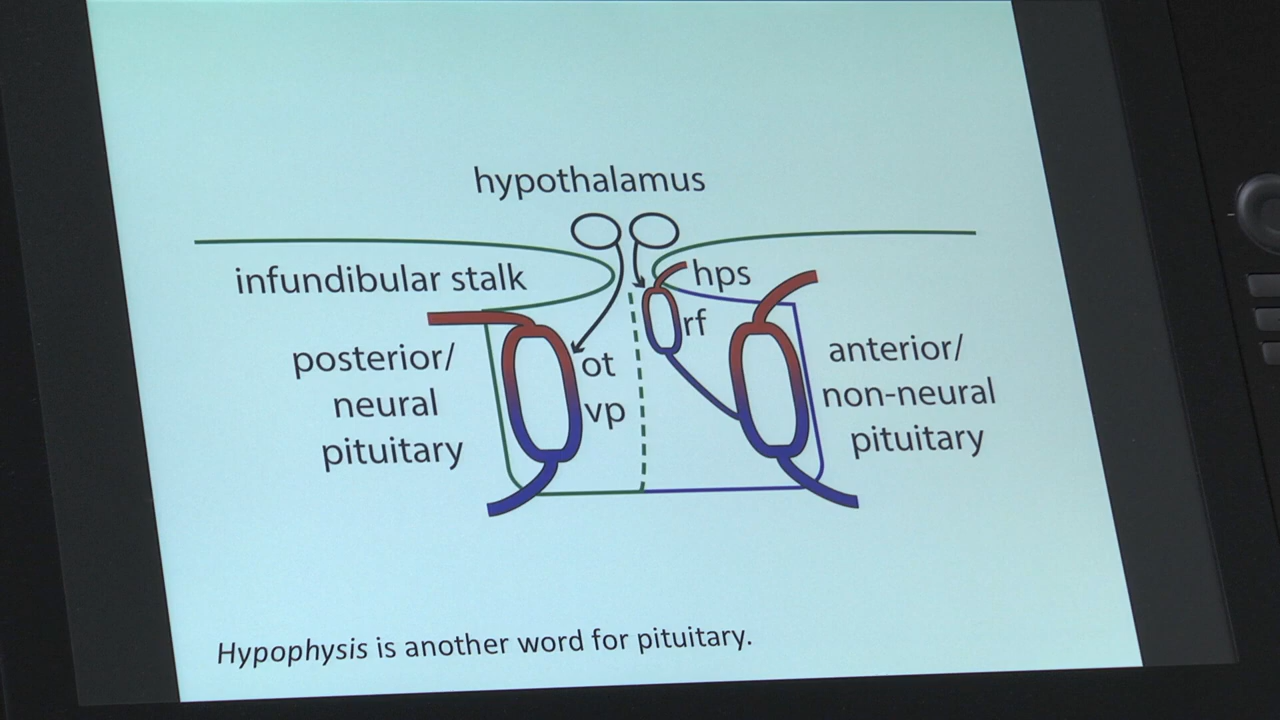 hypothalamus
infundibular stalk
hps
rf
posterior/
neural
pituitary
ot
vp
anterior/
non-neural
pituitary
Hypophysis is another word for pituitary.